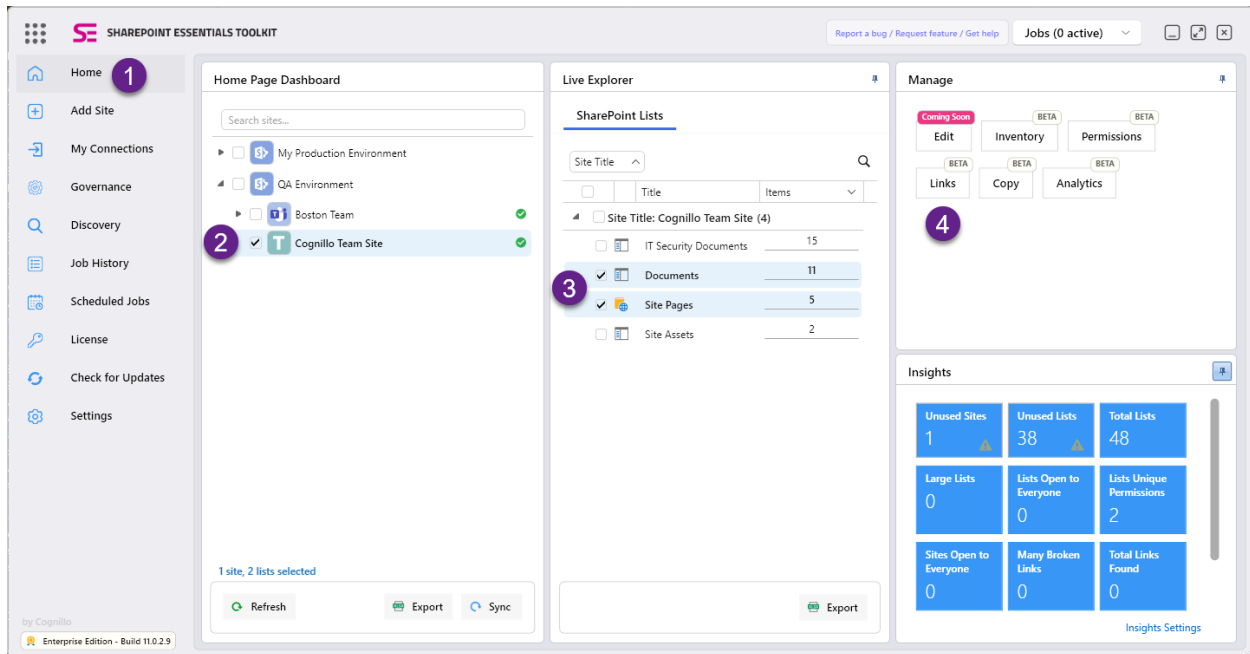 SE SHAREPOINT ESSENTIALS TOOLKIT
Report a bug / Request feature / Get help
Jobs (0 active)
Home
1
Add Site
My Connections
Governance
Discovery
Job History
Scheduled Jobs
License
Check for Updates
Settings
by Cognillo
Enterprise Edition - Build 11.0.2.9
Home Page Dashboard
Search sites...
My Production Environment
QA Environment
Boston Team
2
T Cognillo Team Site
1 site, 2 lists selected
Refresh
Export
Sync
Live Explorer
SharePoint Lists
Site Title
Title Items
Site Title: Cognillo Team Site (4)
IT Security Documents 15
3
Documents 11
Site Pages 5
Site Assets 2
Export
Manage
Coming Soon
Edit
BETA
Inventory
BETA
Permissions
BETA
Links
BETA
Copy
BETA
Analytics
4
Insights
Unused Sites
1
Unused Lists
38
Total Lists
48
Large Lists
0
Lists Open to
Everyone
0
Lists Unique
Permissions
2
Sites Open to
Everyone
0
Many Broken
Links
0
Total Links
Found
0
Insights Settings